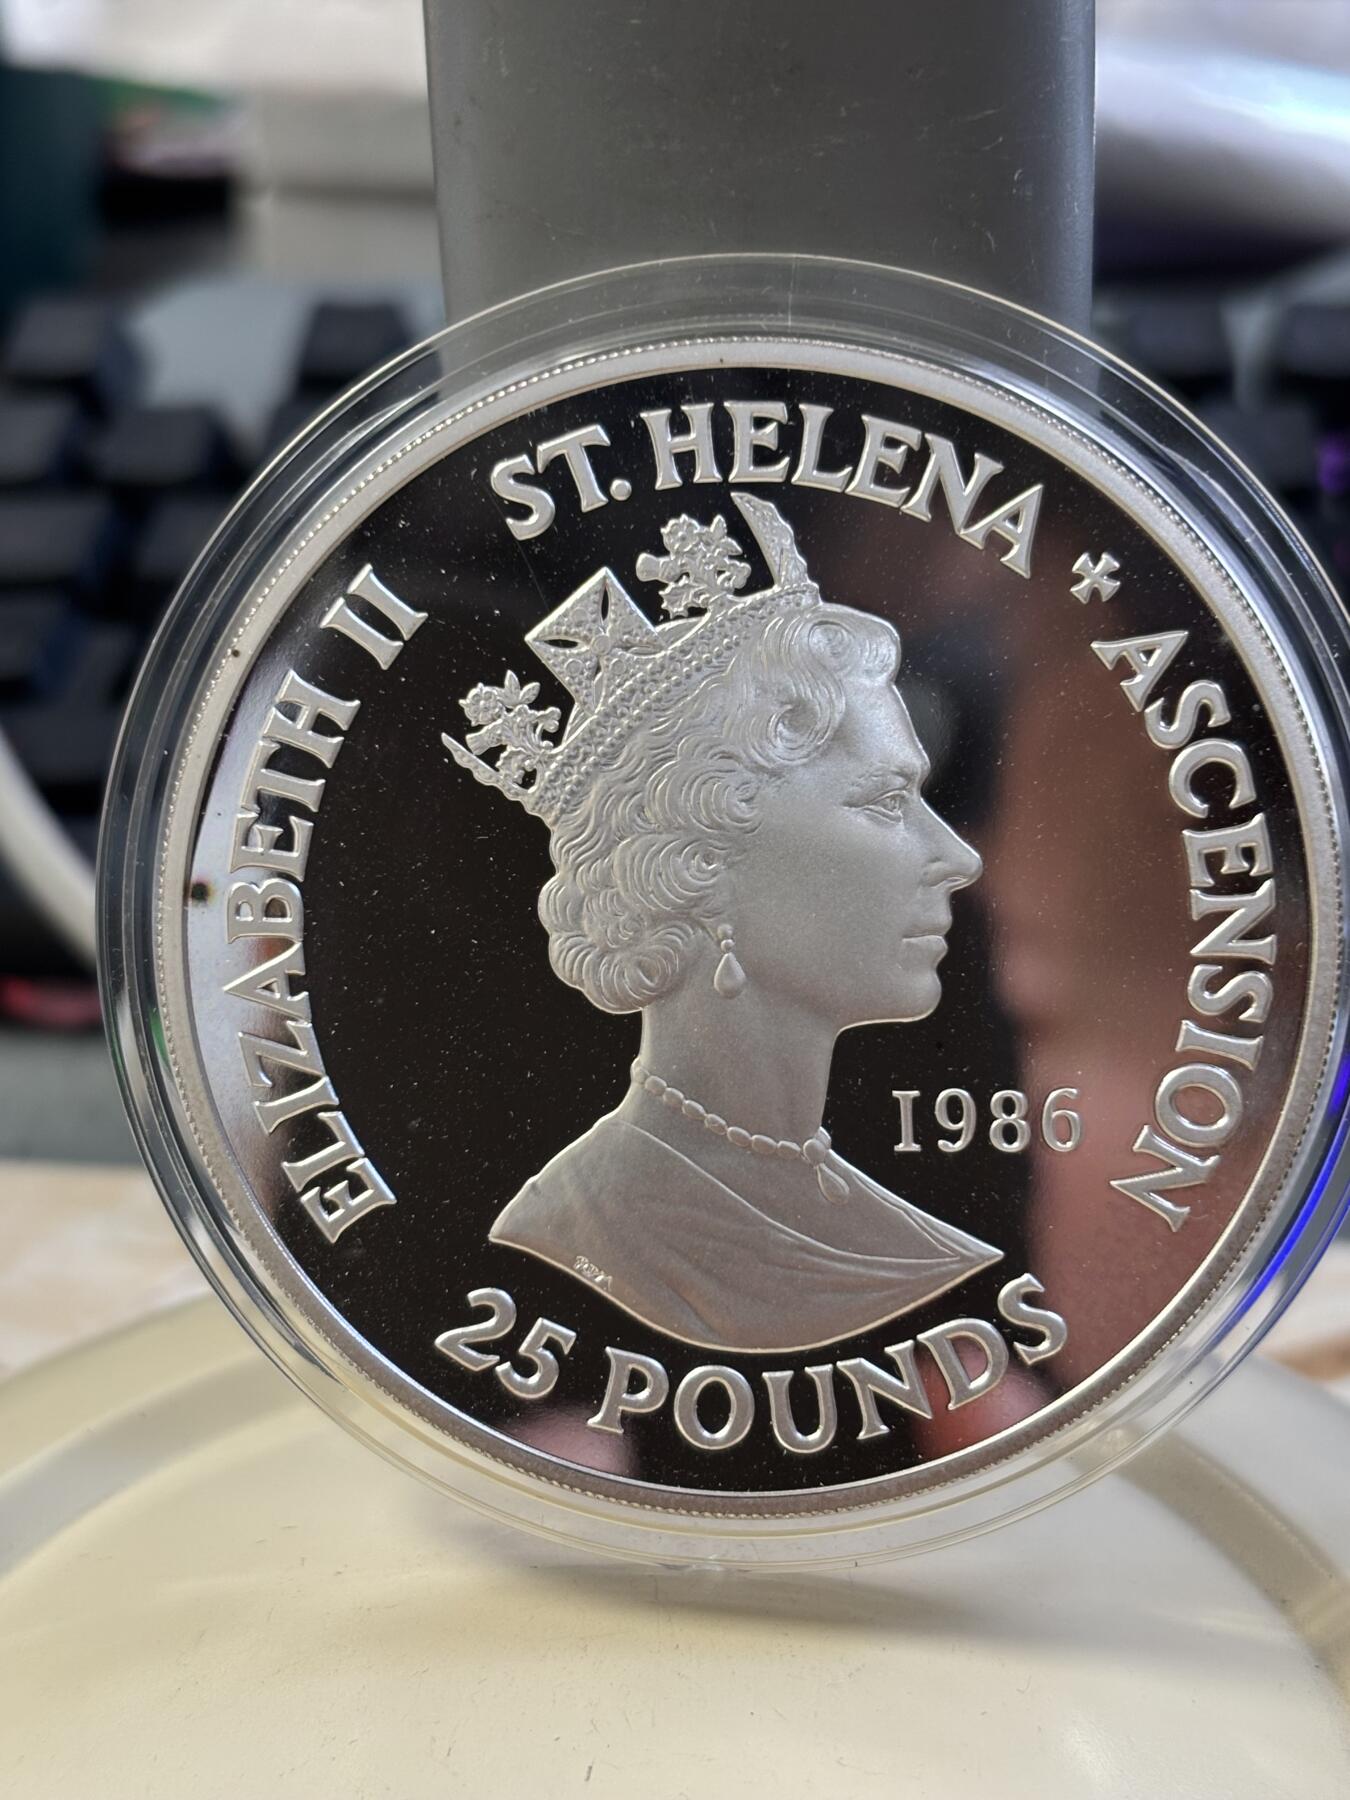 ELIZABETH II
ST. HELENA
ASCENSION
1986
25 POUNDS